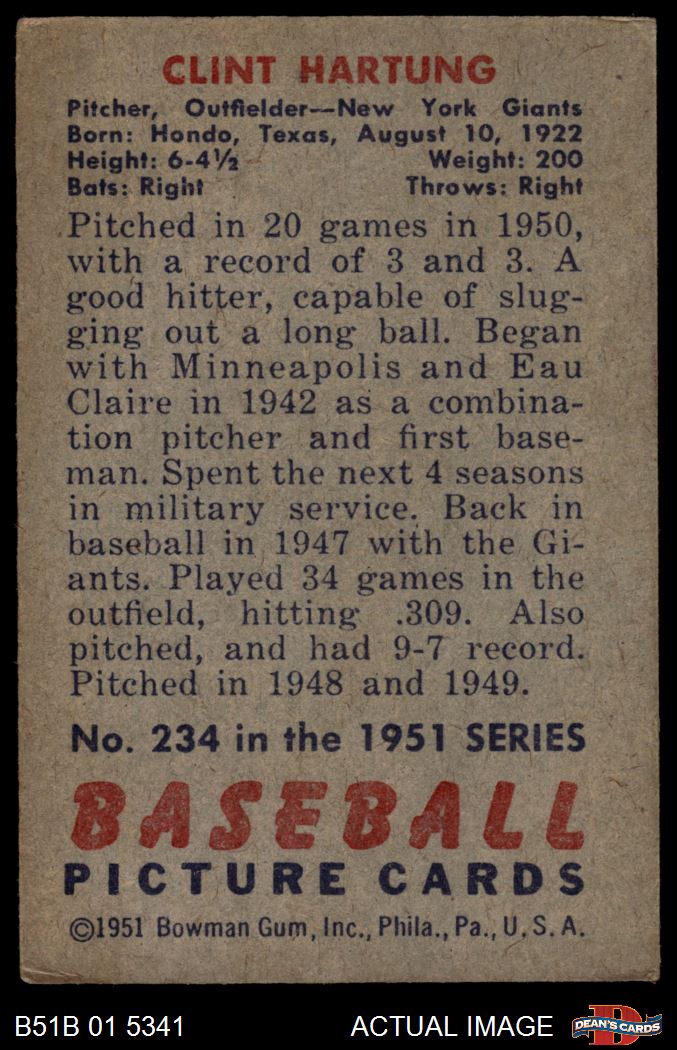 CLINT HARTUNG
Pitcher, Outfielder—New York Giants
Born: Hondo, Texas, August 10, 1922
Height: 6-4½ Weight: 200
Bats: Right Throws: Right
Pitched in 20 games in 1950,
with a record of 3 and 3. A
good hitter, capable of slug-
ging out a long ball. Began
with Minneapolis and Eau
Claire in 1942 as a combina-
tion pitcher and first base-
man. Spent the next 4 seasons
in military service. Back in
baseball in 1947 with the Gi-
ants. Played 34 games in the
outfield, hitting .309. Also
pitched, and had 9-7 record.
Pitched in 1948 and 1949.
No. 234 in the 1951 SERIES
BASEBALL
PICTURE CARDS
©1951 Bowman Gum, Inc., Phila., Pa., U. S. A.
B51B 01 5341 ACTUAL IMAGE D DEAN'S CARDS